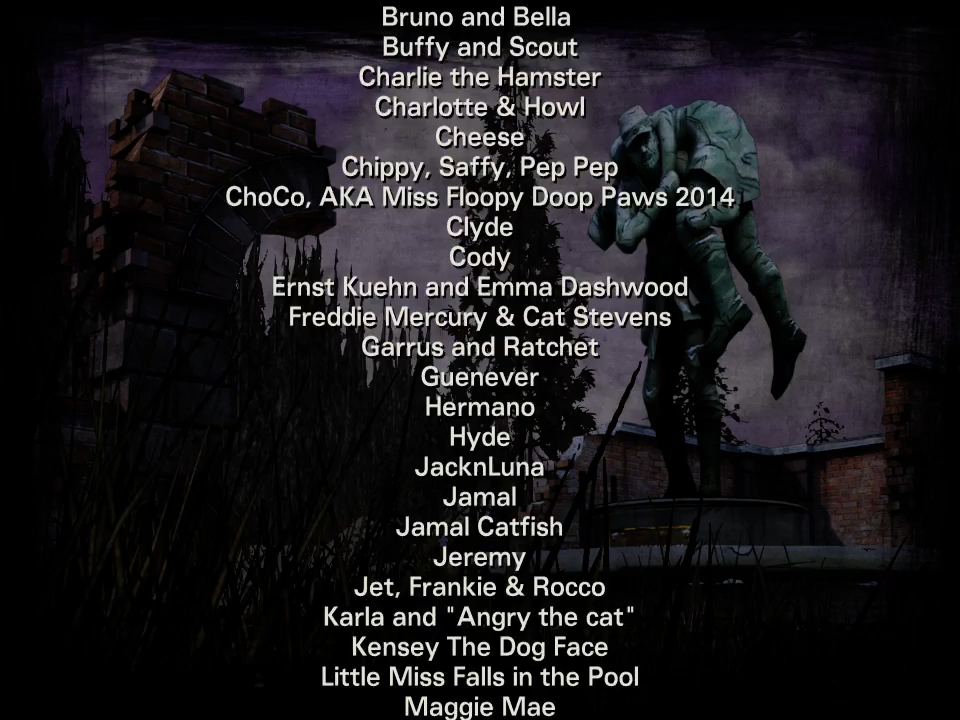 Bruno and Bella
Buffy and Scout
Charlie the Hamster
Charlotte & Howl
Cheese
Chippy, Saffy, Pep Pep
ChoCo, AKA Miss Floopy Doop Paws 2014
Clyde
Cody
Ernst Kuehn and Emma Dashwood
Freddie Mercury & Cat Stevens
Garrus and Ratchet
Guenever
Hermano
Hyde
JacknLuna
Jamal
Jamal Catfish
Jeremy
Jet, Frankie & Rocco
Karla and "Angry the cat"
Kensey The Dog Face
Little Miss Falls in the Pool
Maggie Mae